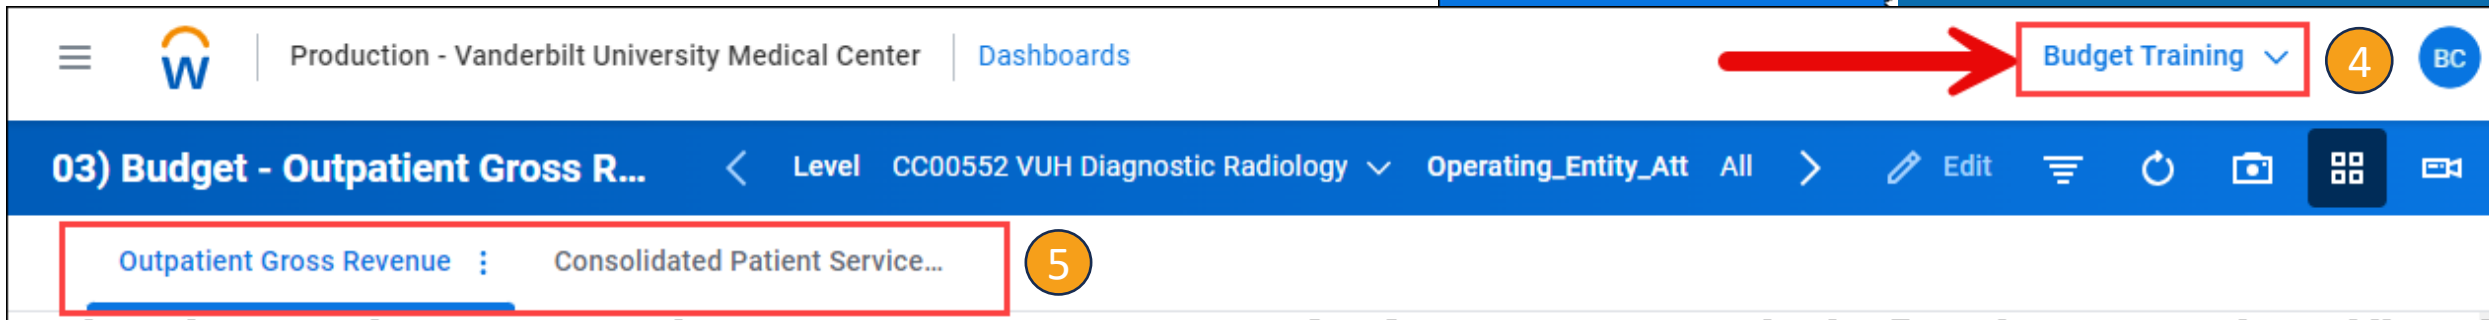 W Production - Vanderbilt University Medical Center Dashboards Budget Training 4 BC
03) Budget - Outpatient Gross R... Level CC00552 VUH Diagnostic Radiology Operating_Entity_Att All Edit
Outpatient Gross Revenue Consolidated Patient Service... 5